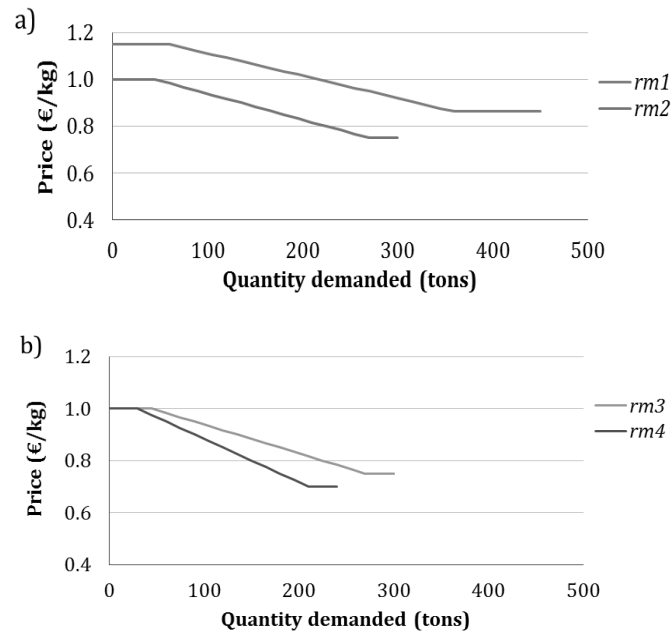 a)
1.2
1.0
0.8
0.6
0.4
Price (€/kg)
0 100 200 300 400 500
Quantity demanded (tons)
rm1
rm2
b)
1.2
1.0
0.8
0.6
0.4
Price (€/kg)
0 100 200 300 400 500
Quantity demanded (tons)
rm3
rm4